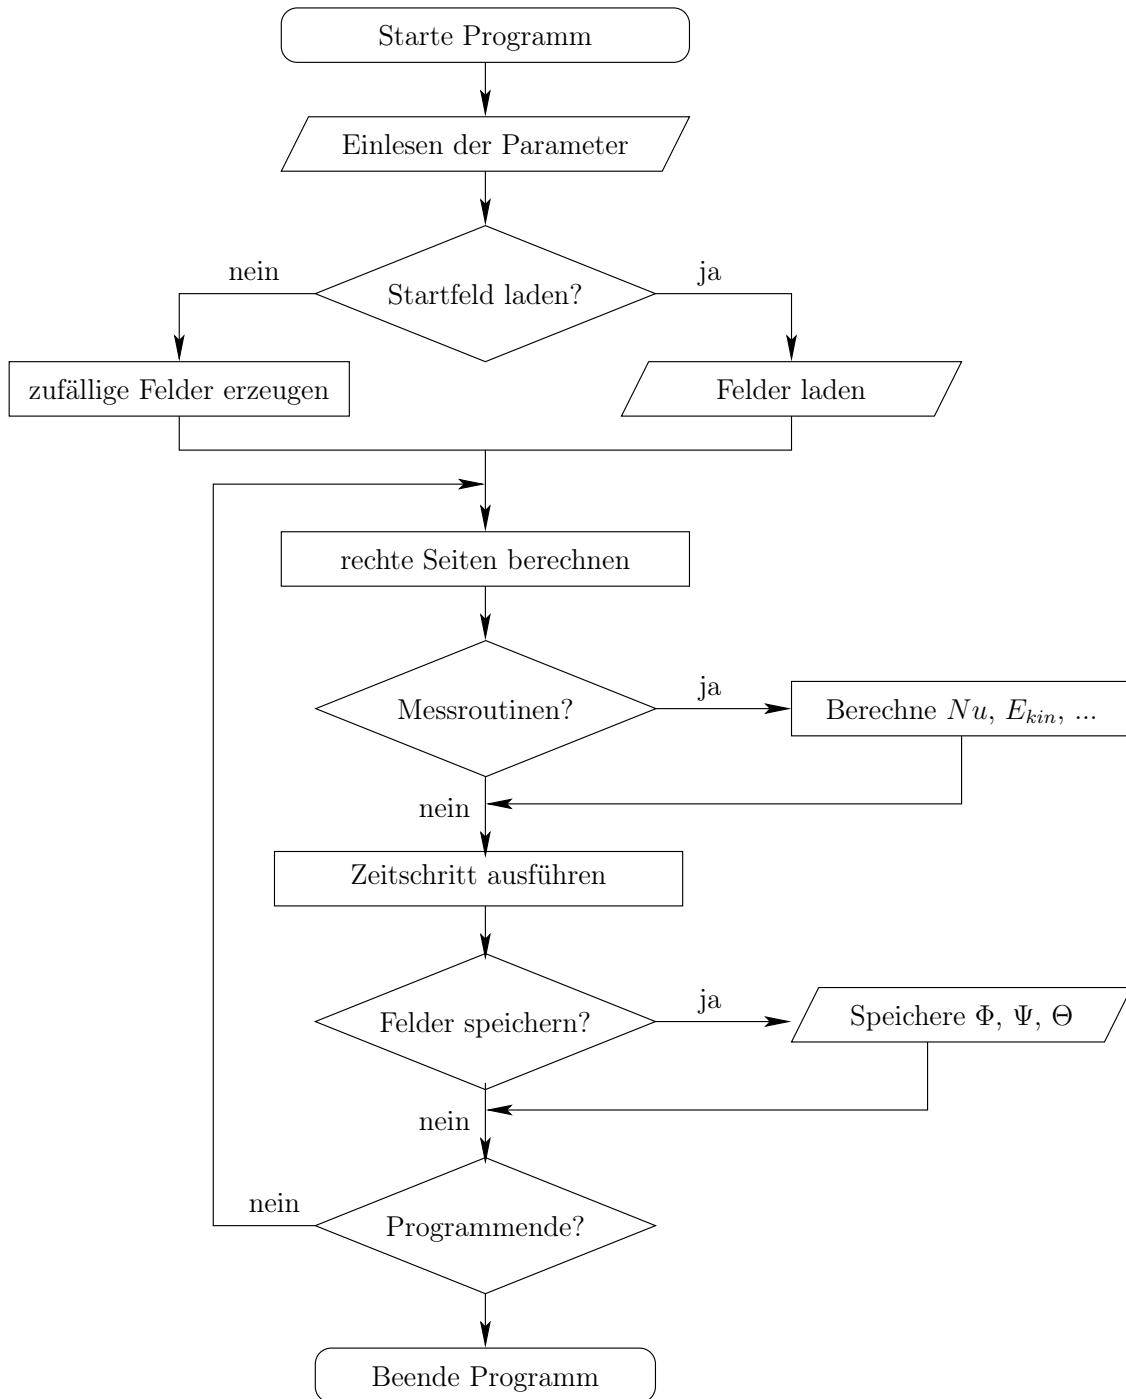 Starte Programm
Einlesen der Parameter
nein
ja
Startfeld laden?
zufällige Felder erzeugen
Felder laden
rechte Seiten berechnen
ja
Messroutinen?
Berechne Nu, E_kin, ...
nein
Zeitschritt ausführen
ja
Felder speichern?
Speichere Φ, Ψ, Θ
nein
nein
Programmende?
Beende Programm